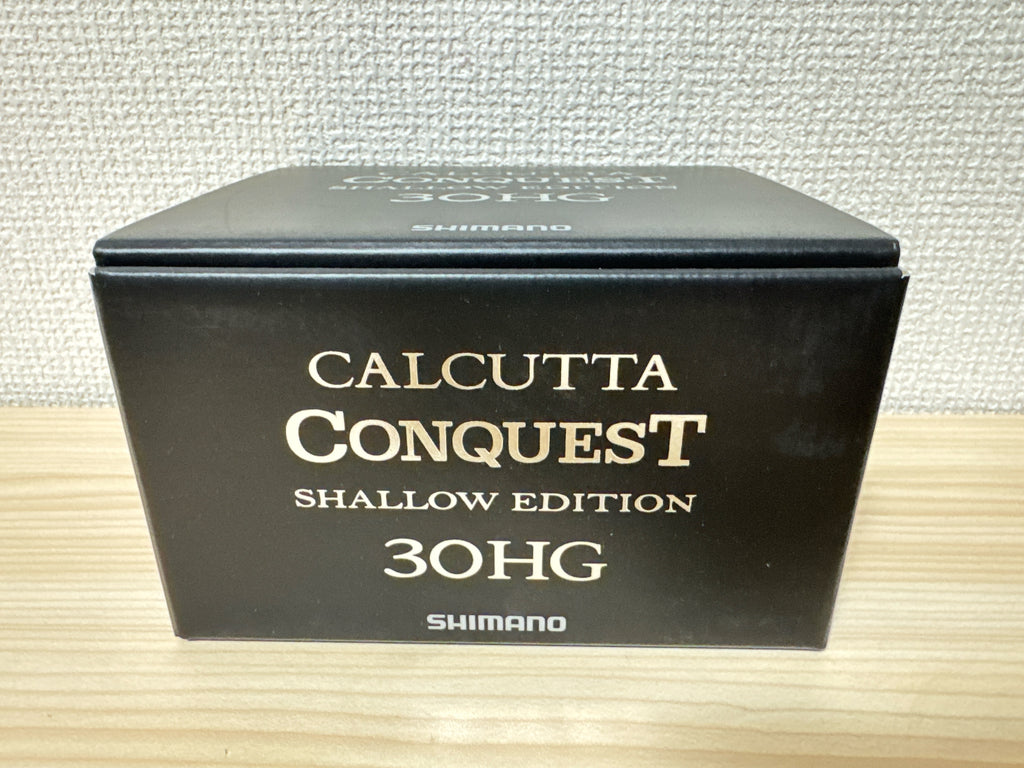 CONQUEST
SHALLOW EDITION
30HG
SHIMANO
CALCUTTA
CONQUEST
SHALLOW EDITION
30HG
SHIMANO